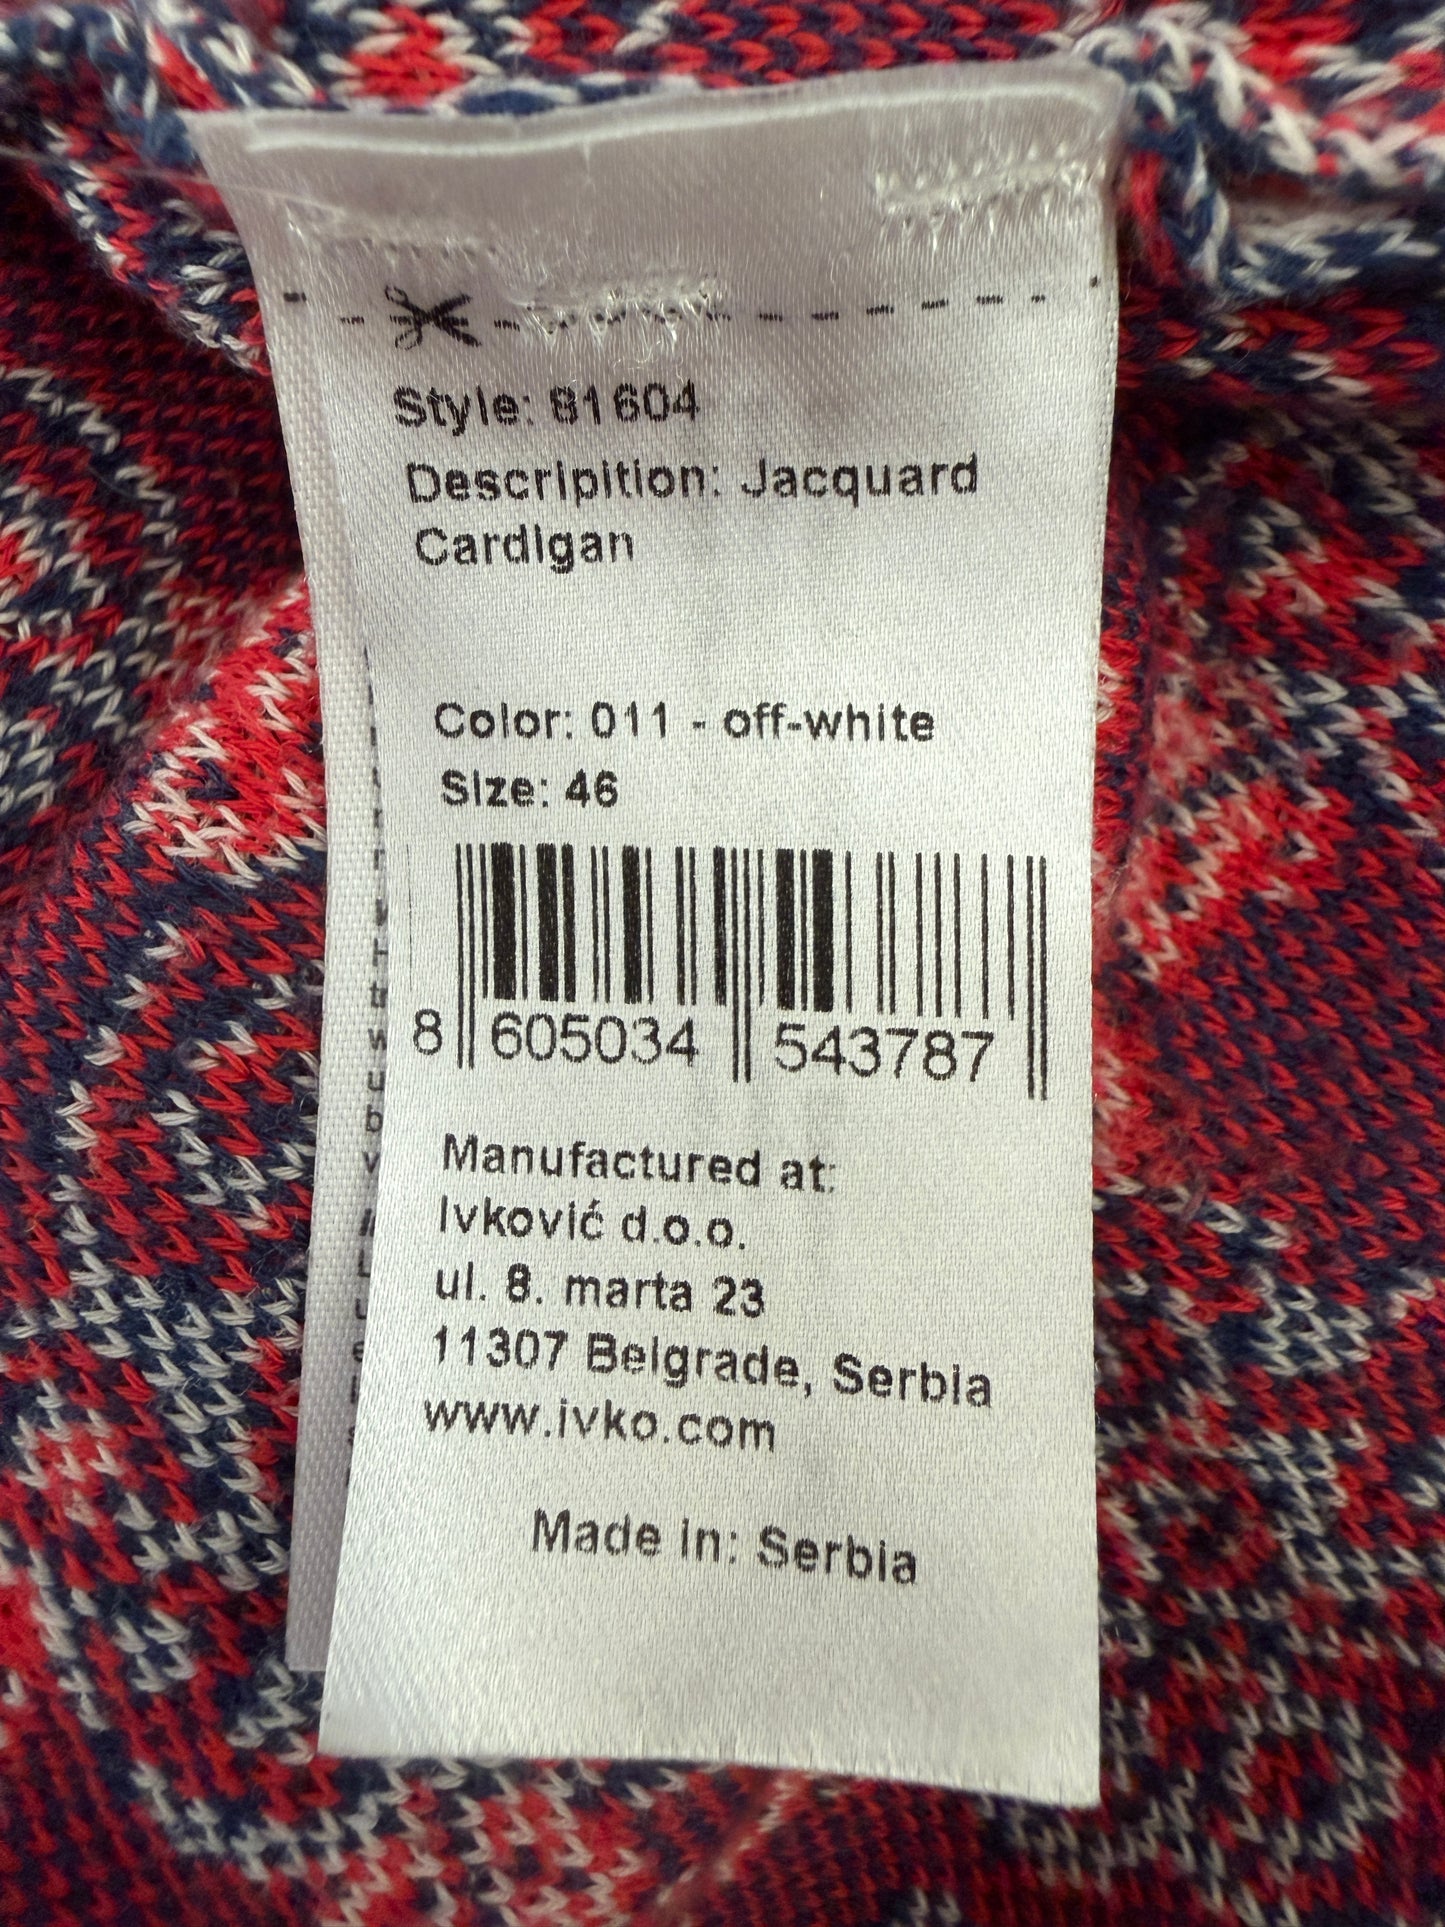 Style: 81604
Descripition: Jacquard
Cardigan
Color: 011 - off-white
Size: 46
8 605034 543787
Manufactured at:
Ivković d.o.o.
ul. 8. marta 23
11307 Belgrade, Serbia
www.ivko.com
Made in: Serbia